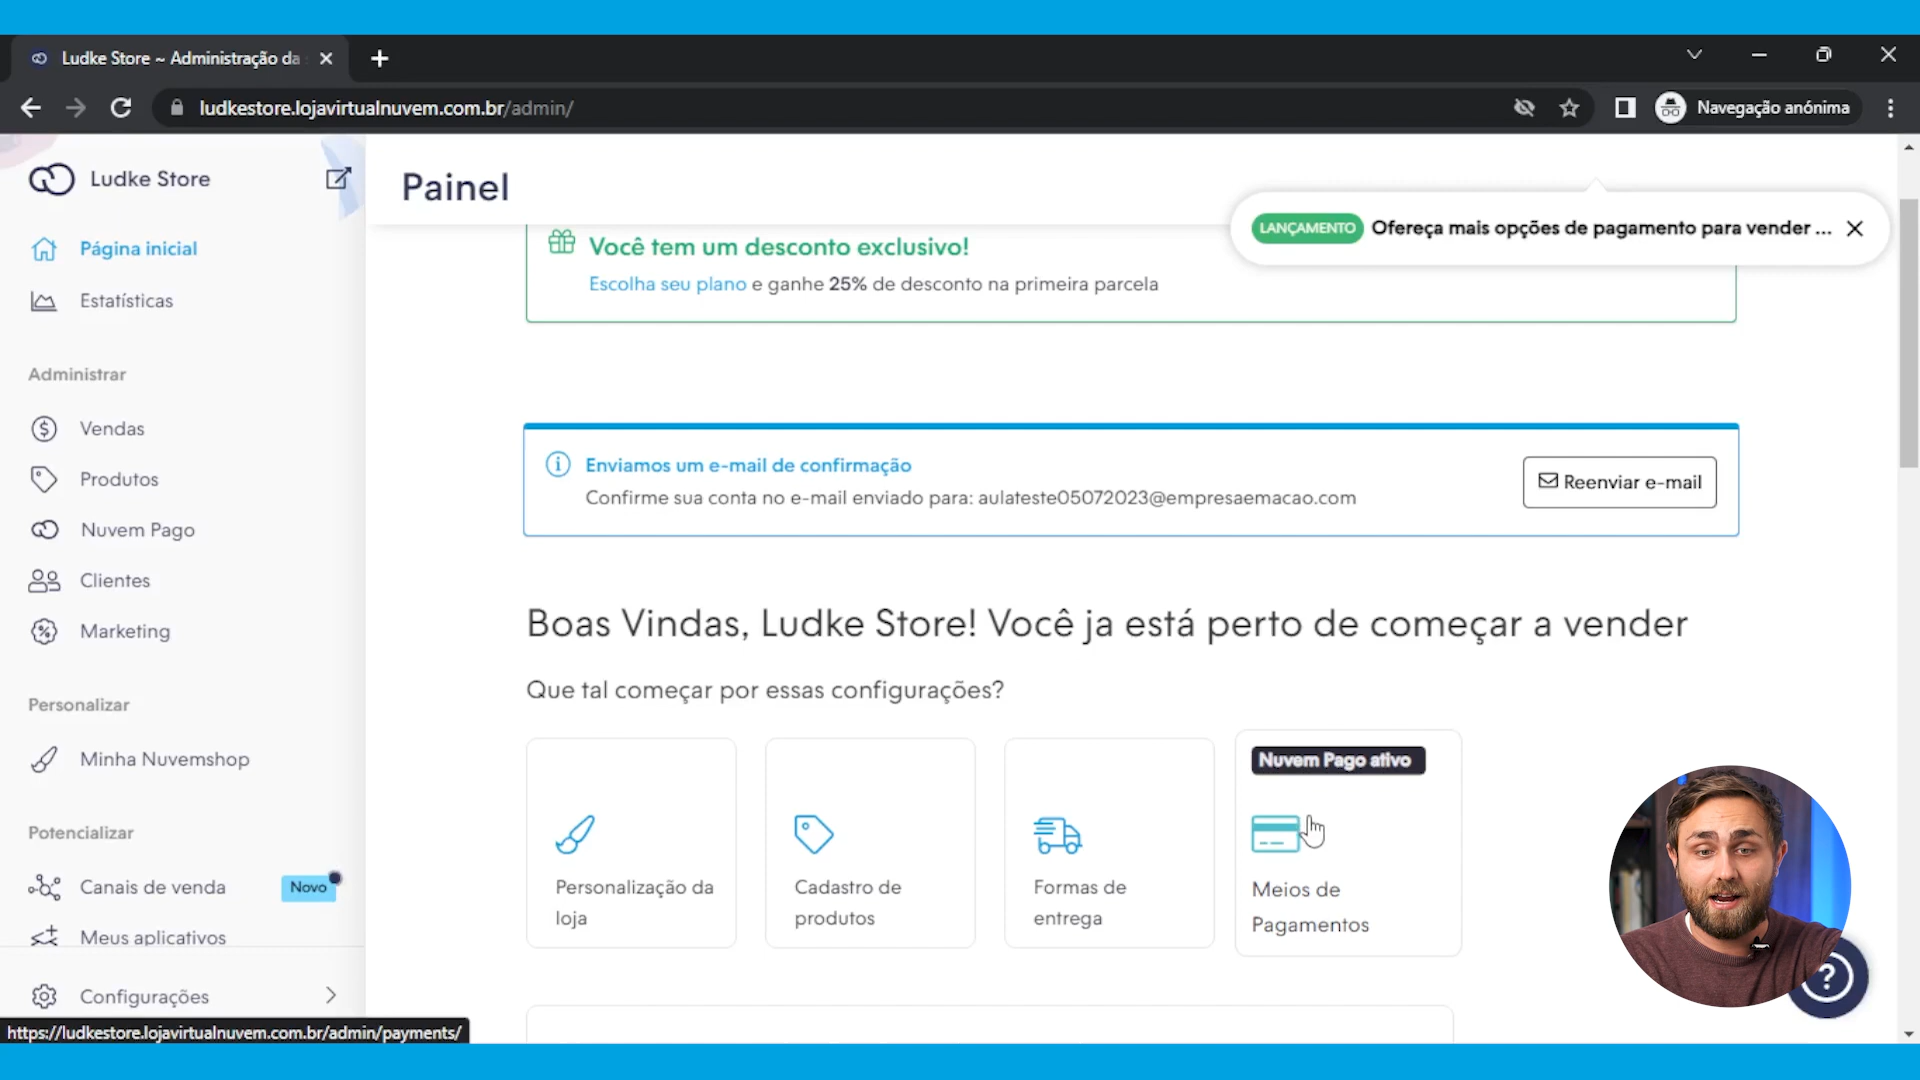 Ludke Store ~ Administração da
ludkestore.lojavirtualnuvem.com.br/admin/
Navegação anónima
Ludke Store
Painel
LANÇAMENTO Ofereça mais opções de pagamento para vender ...
Página inicial
Estatísticas
Administrar
Vendas
Produtos
Nuvem Pago
Clientes
Marketing
Personalizar
Minha Nuvemshop
Potencializar
Canais de venda Novo
Meus aplicativos
Configurações
https://ludkestore.lojavirtualnuvem.com.br/admin/payments/
Você tem um desconto exclusivo!
Escolha seu plano e ganhe 25% de desconto na primeira parcela
Enviamos um e-mail de confirmação
Confirme sua conta no e-mail enviado para: aulateste05072023@empresaemacao.com
Reenviar e-mail
Boas Vindas, Ludke Store! Você ja está perto de começar a vender
Que tal começar por essas configurações?
Personalização da
loja
Cadastro de
produtos
Formas de
entrega
Nuvem Pago ativo
Meios de
Pagamentos
?